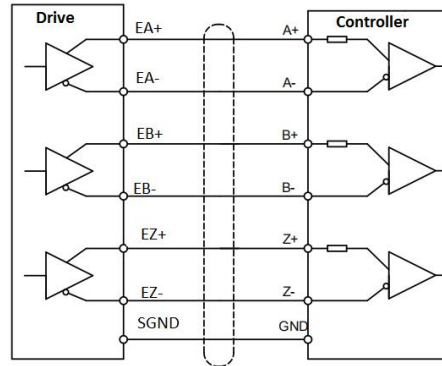 Drive Controller
EA+ A+
EA- A-
EB+ B+
EB- B-
EZ+ Z+
EZ- Z-
SGND GND